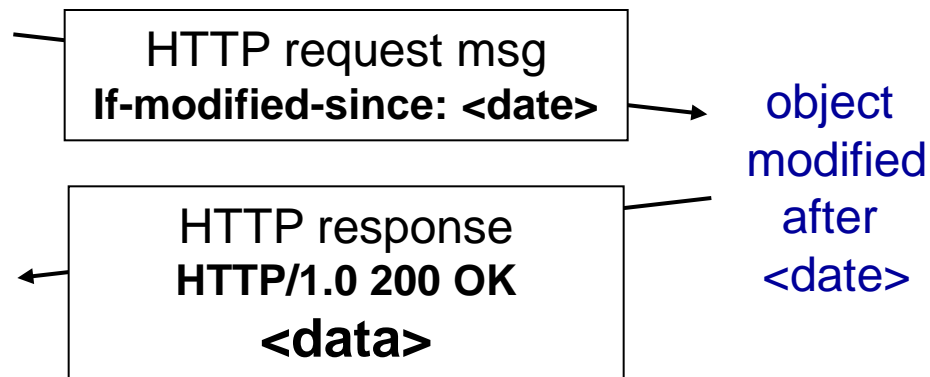 HTTP request msg
If-modified-since: <date>
object
modified
after
<date>
HTTP response
HTTP/1.0 200 OK
<data>